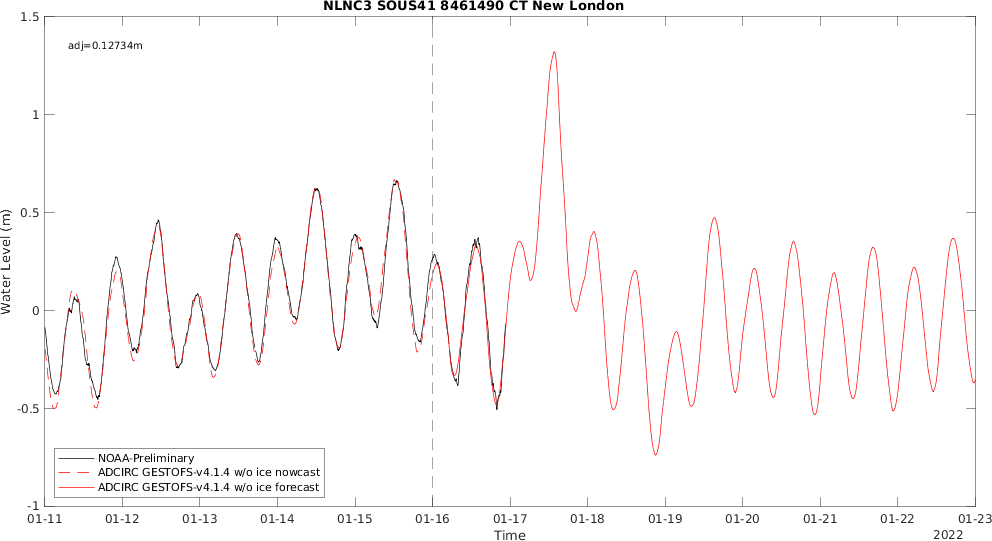 NLNC3 SOUS41 8461490 CT New London
adj=0.12734m
1.5
1
0.5
0
-0.5
-1
Water Level (m)
NOAA-Preliminary
ADCIRC GESTOFS-v4.1.4 w/o ice nowcast
ADCIRC GESTOFS-v4.1.4 w/o ice forecast
01-11 01-12 01-13 01-14 01-15 01-16 01-17 01-18 01-19 01-20 01-21 01-22 01-23
Time
2022